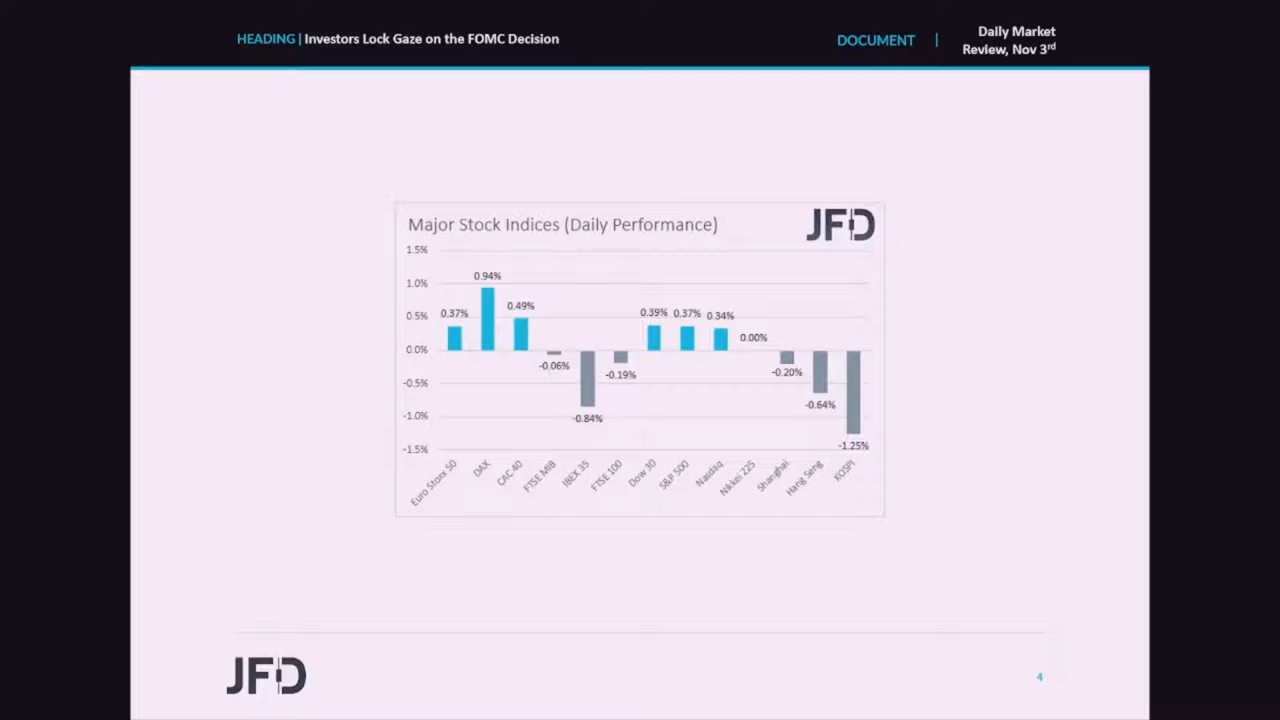 HEADING | Investors Lock Gaze on the FOMC Decision
DOCUMENT | Daily Market
Review, Nov 3rd
Major Stock Indices (Daily Performance)
JFD
1.5%
1.0%
0.5%
0.0%
-0.5%
-1.0%
-1.5%
0.37%
0.94%
0.49%
-0.06%
-0.84%
-0.19%
0.39%
0.37%
0.34%
0.00%
-0.20%
-0.64%
-1.25%
Euro Stoxx 50
DAX
CAC 40
FTSE MIB
IBEX 35
FTSE 100
Dow 30
S&P 500
Nasdaq
Nikkei 225
Shanghai
Hang Seng
KOSPI
JFD
4